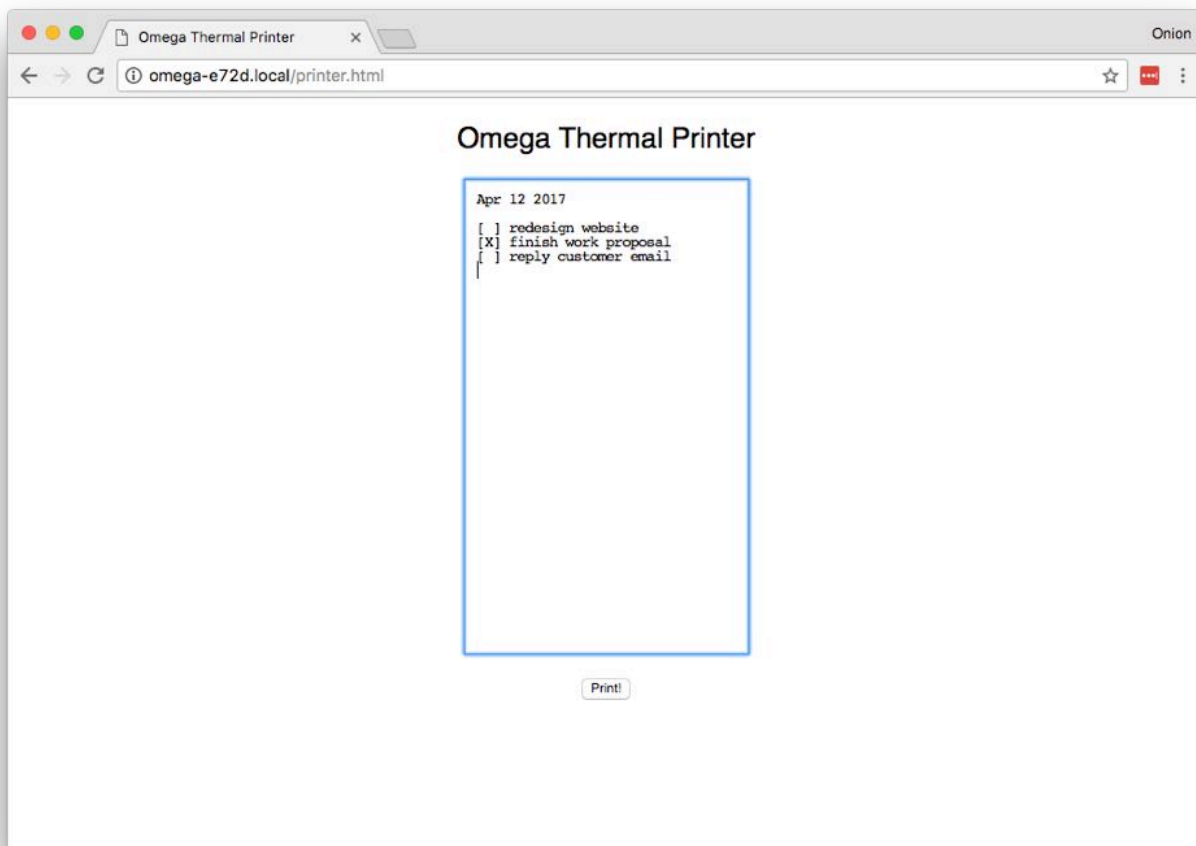 Omega Thermal Printer
Onion
omega-e72d.local/printer.html
Omega Thermal Printer
Apr 12 2017
[ ] redesign website
[X] finish work proposal
[ ] reply customer email
Print!